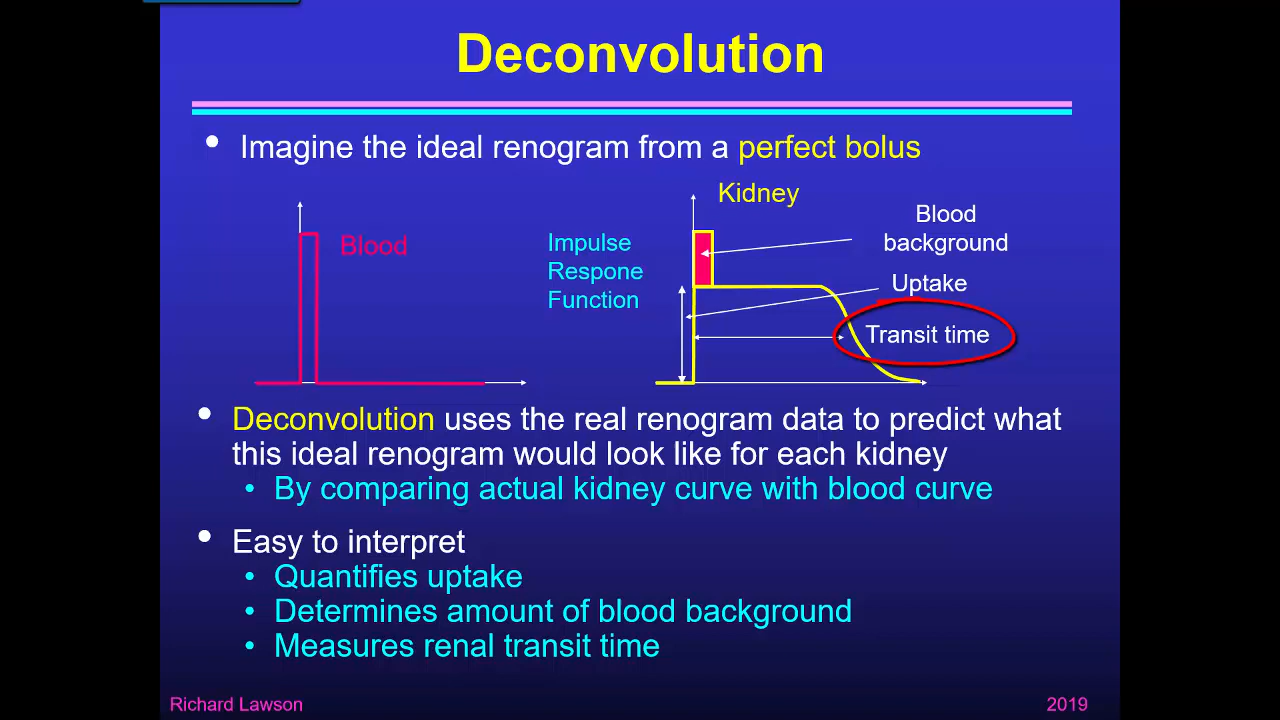 Deconvolution
• Imagine the ideal renogram from a perfect bolus
Kidney
Blood
Impulse
Respone
Function
Blood
background
Uptake
Transit time
• Deconvolution uses the real renogram data to predict what
this ideal renogram would look like for each kidney
• By comparing actual kidney curve with blood curve
• Easy to interpret
• Quantifies uptake
• Determines amount of blood background
• Measures renal transit time
Richard Lawson
2019